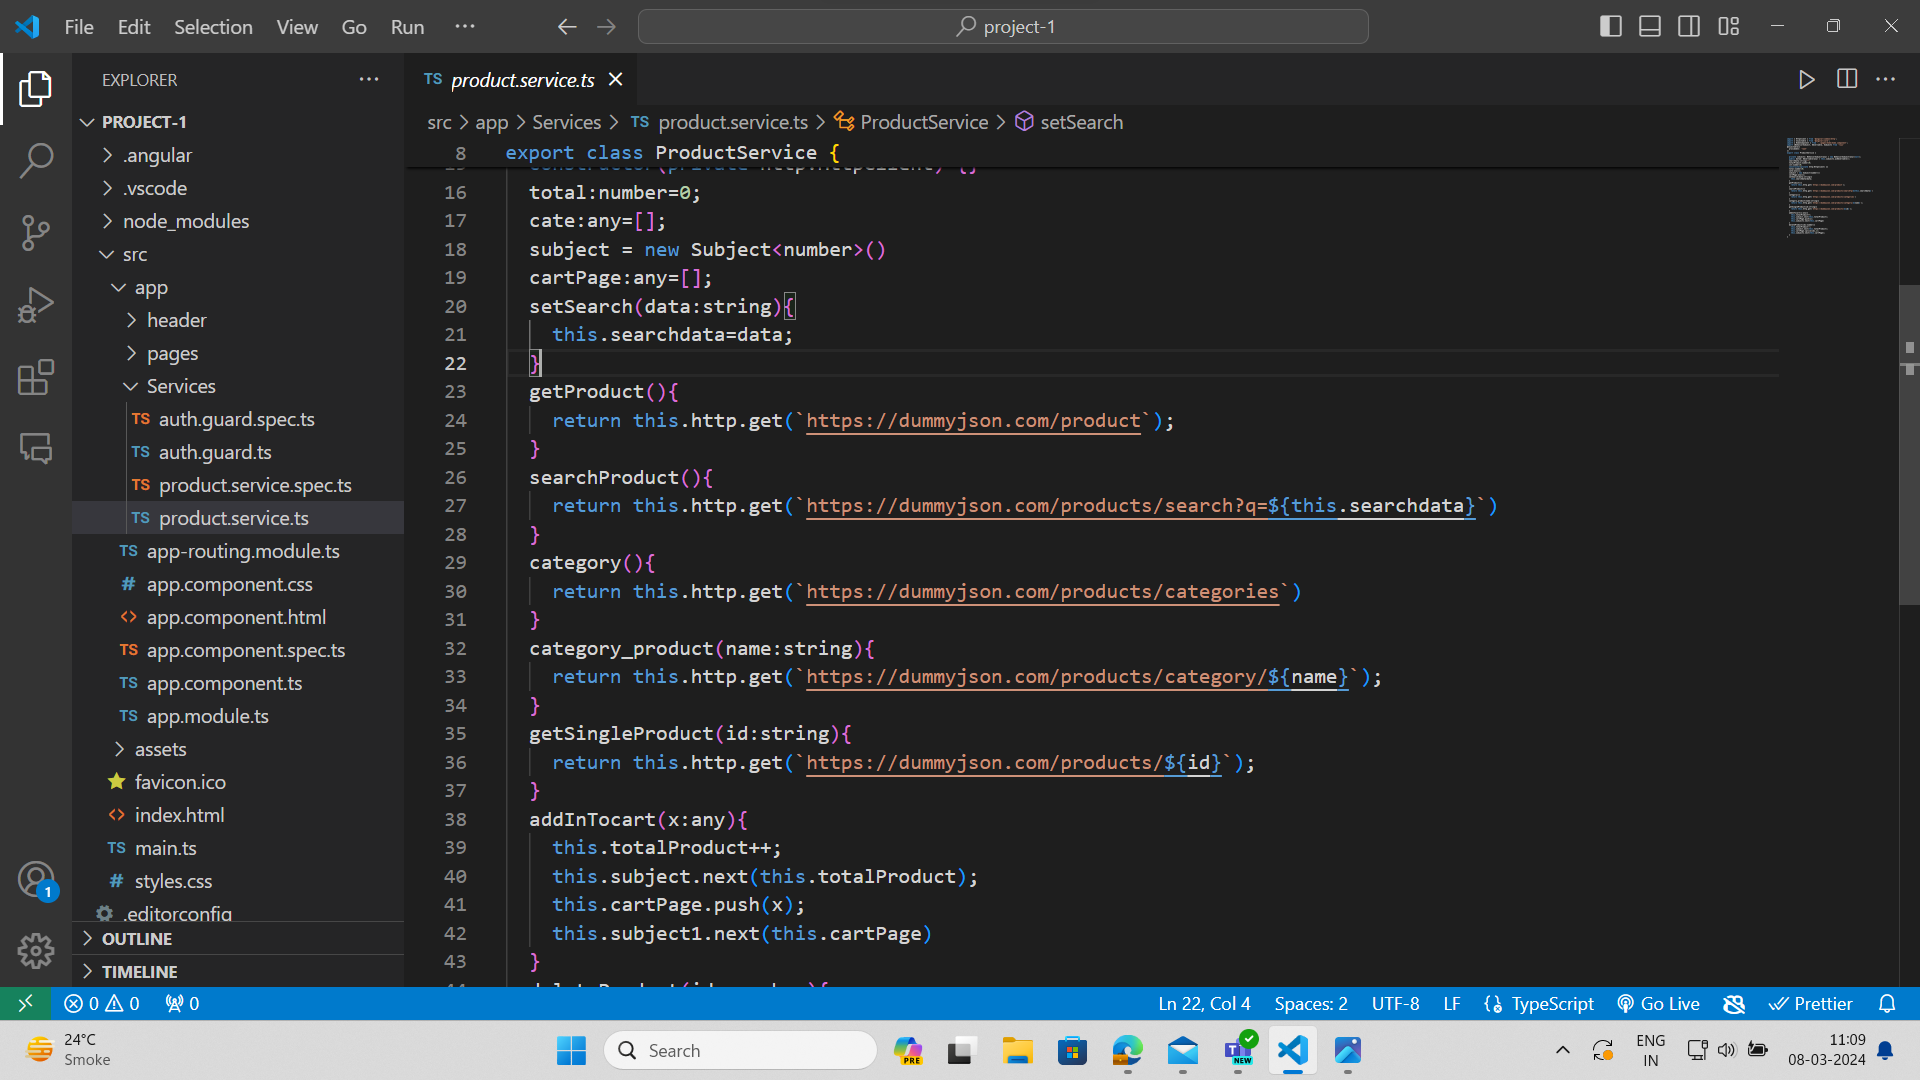 File Edit Selection View Go Run ···
project-1
EXPLORER ···
TS product.service.ts
PROJECT-1
.angular
.vscode
node_modules
src
app
header
pages
Services
TS auth.guard.spec.ts
TS auth.guard.ts
TS product.service.spec.ts
TS product.service.ts
TS app-routing.module.ts
# app.component.css
<> app.component.html
TS app.component.spec.ts
TS app.component.ts
TS app.module.ts
assets
favicon.ico
<> index.html
TS main.ts
# styles.css
.editorconfig
OUTLINE
TIMELINE
1
src > app > Services > TS product.service.ts > ProductService > setSearch
8 export class ProductService {
constructor(private http:HttpClient) {}
16 total:number=0;
17 cate:any=[];
18 subject = new Subject<number>()
19 cartPage:any=[];
20 setSearch(data:string){
21 this.searchdata=data;
22 }
23 getProduct(){
24 return this.http.get(`https://dummyjson.com/product`);
25 }
26 searchProduct(){
27 return this.http.get(`https://dummyjson.com/products/search?q=${this.searchdata}`)
28 }
29 category(){
30 return this.http.get(`https://dummyjson.com/products/categories`)
31 }
32 category_product(name:string){
33 return this.http.get(`https://dummyjson.com/products/category/${name}`);
34 }
35 getSingleProduct(id:string){
36 return this.http.get(`https://dummyjson.com/products/${id}`);
37 }
38 addInTocart(x:any){
39 this.totalProduct++;
40 this.subject.next(this.totalProduct);
41 this.cartPage.push(x);
42 this.subject1.next(this.cartPage)
43 }
0 0 0
Ln 22, Col 4 Spaces: 2 UTF-8 LF {} TypeScript Go Live Prettier
24°C
Smoke
Search
PRE
NEW
ENG
IN
11:09
08-03-2024